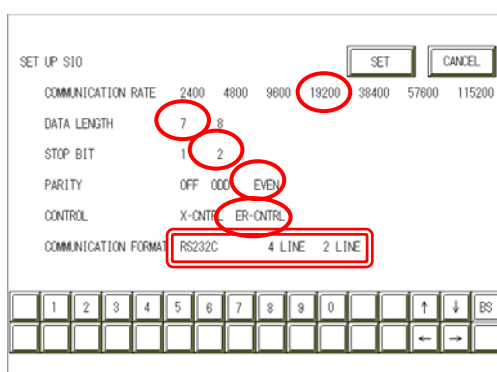 SET UP SIO SET CANCEL
COMMUNICATION RATE 2400 4800 9600 19200 38400 57600 115200
DATA LENGTH 7 8
STOP BIT 1 2
PARITY OFF ODD EVEN
CONTROL X-CNTRL ER-CNTRL
COMMUNICATION FORMAT RS232C 4 LINE 2 LINE
1 2 3 4 5 6 7 8 9 0 ↑ ↓ BS
← →